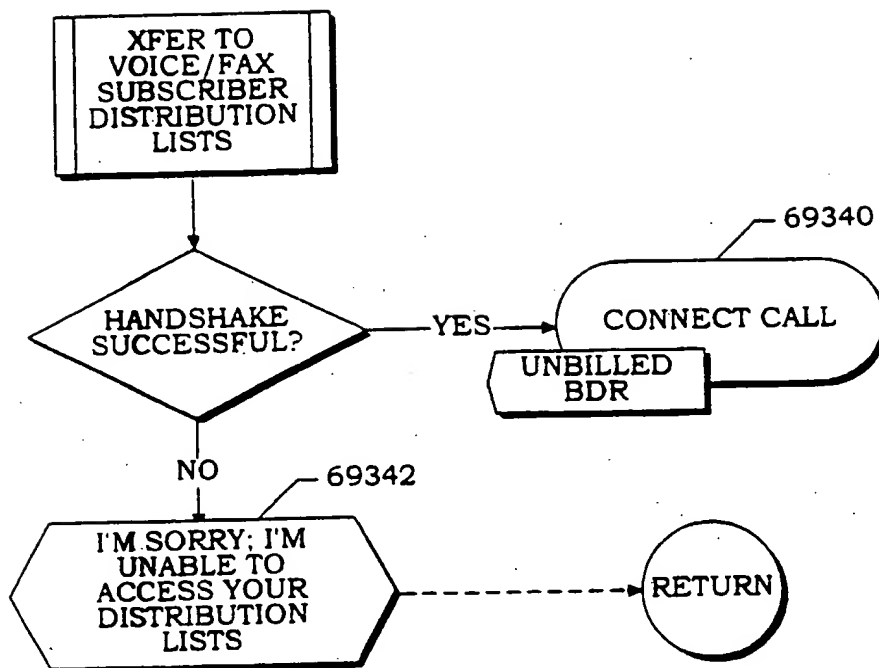 XFER TO
VOICE/FAX
SUBSCRIBER
DISTRIBUTION
LISTS
69340
HANDSHAKE
SUCCESSFUL?
YES
CONNECT CALL
UNBILLED
BDR
NO
69342
I'M SORRY; I'M
UNABLE TO
ACCESS YOUR
DISTRIBUTION
LISTS
RETURN